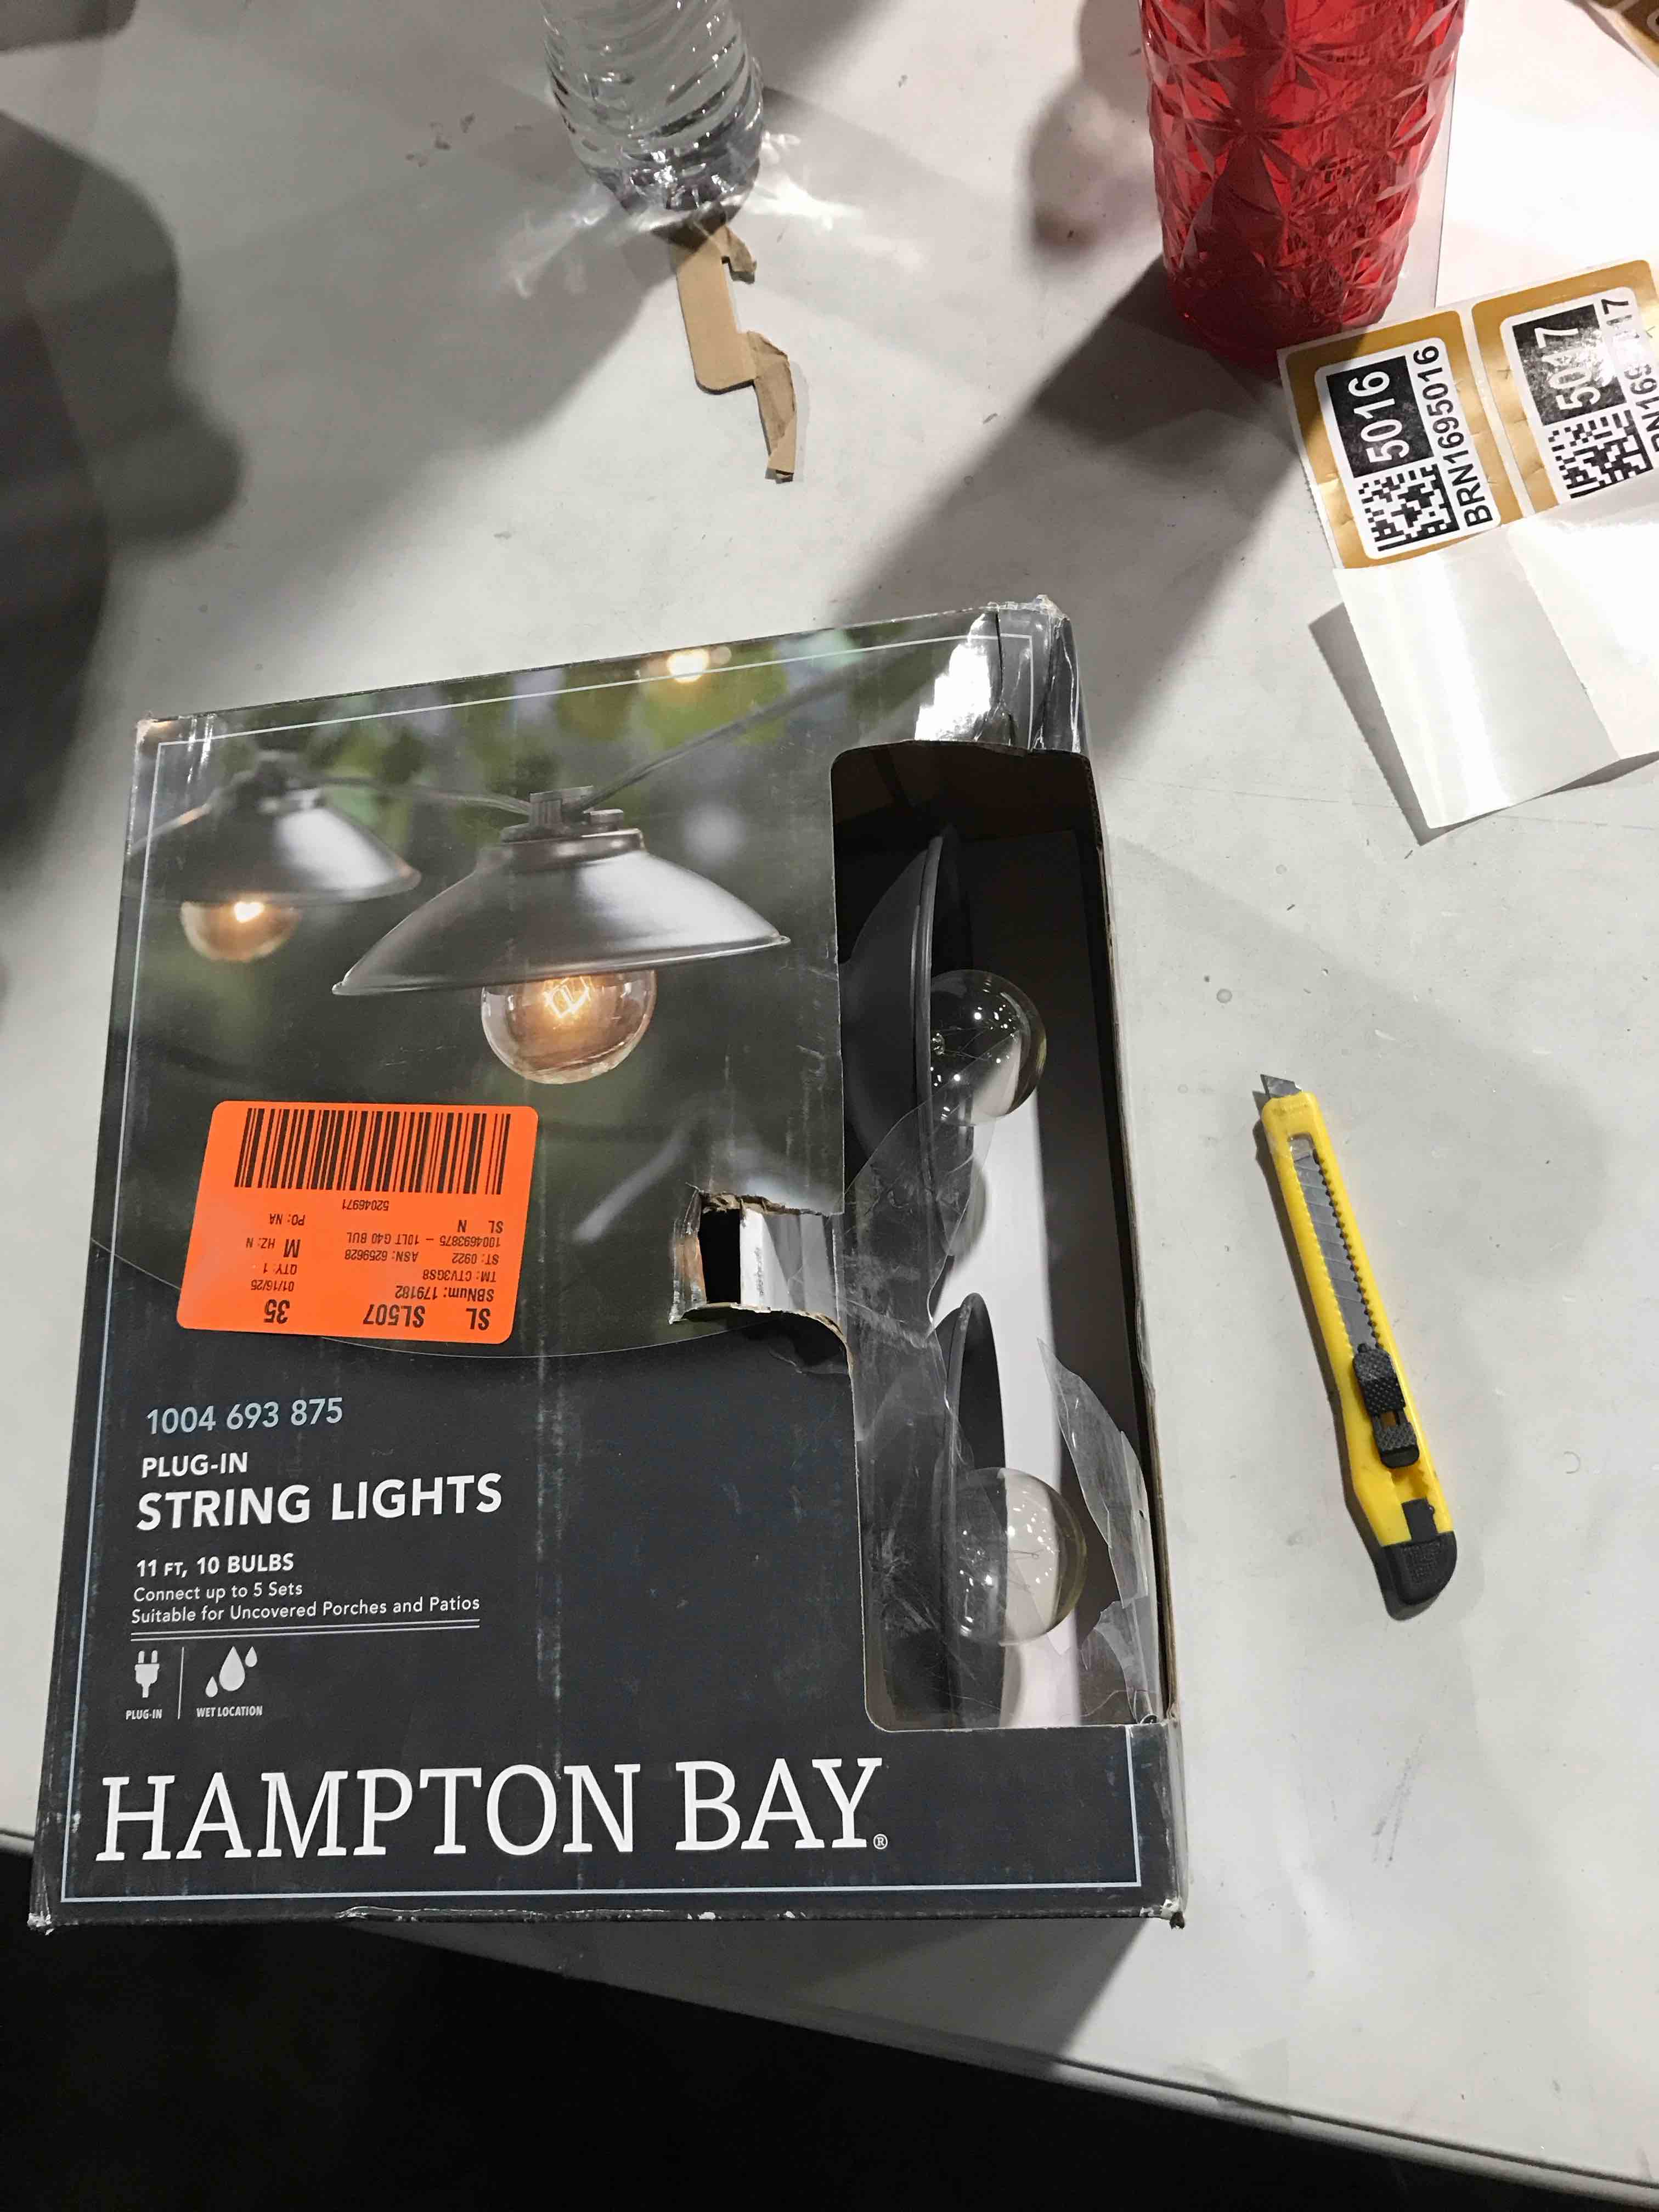 5016
BRN1695016
5017
SL SL507 35
SBNum: 179182 01/16/25
TM: CTV3GS8 QTY: 1
ST: 0922 ASN: 6259628 M HZ: N
1004693875 - 10LT G40 BUL
SL N PO: NA
52046971
1004 693 875
PLUG-IN
STRING LIGHTS
11 FT, 10 BULBS
Connect up to 5 Sets
Suitable for Uncovered Porches and Patios
PLUG-IN
WET LOCATION
HAMPTON BAY®